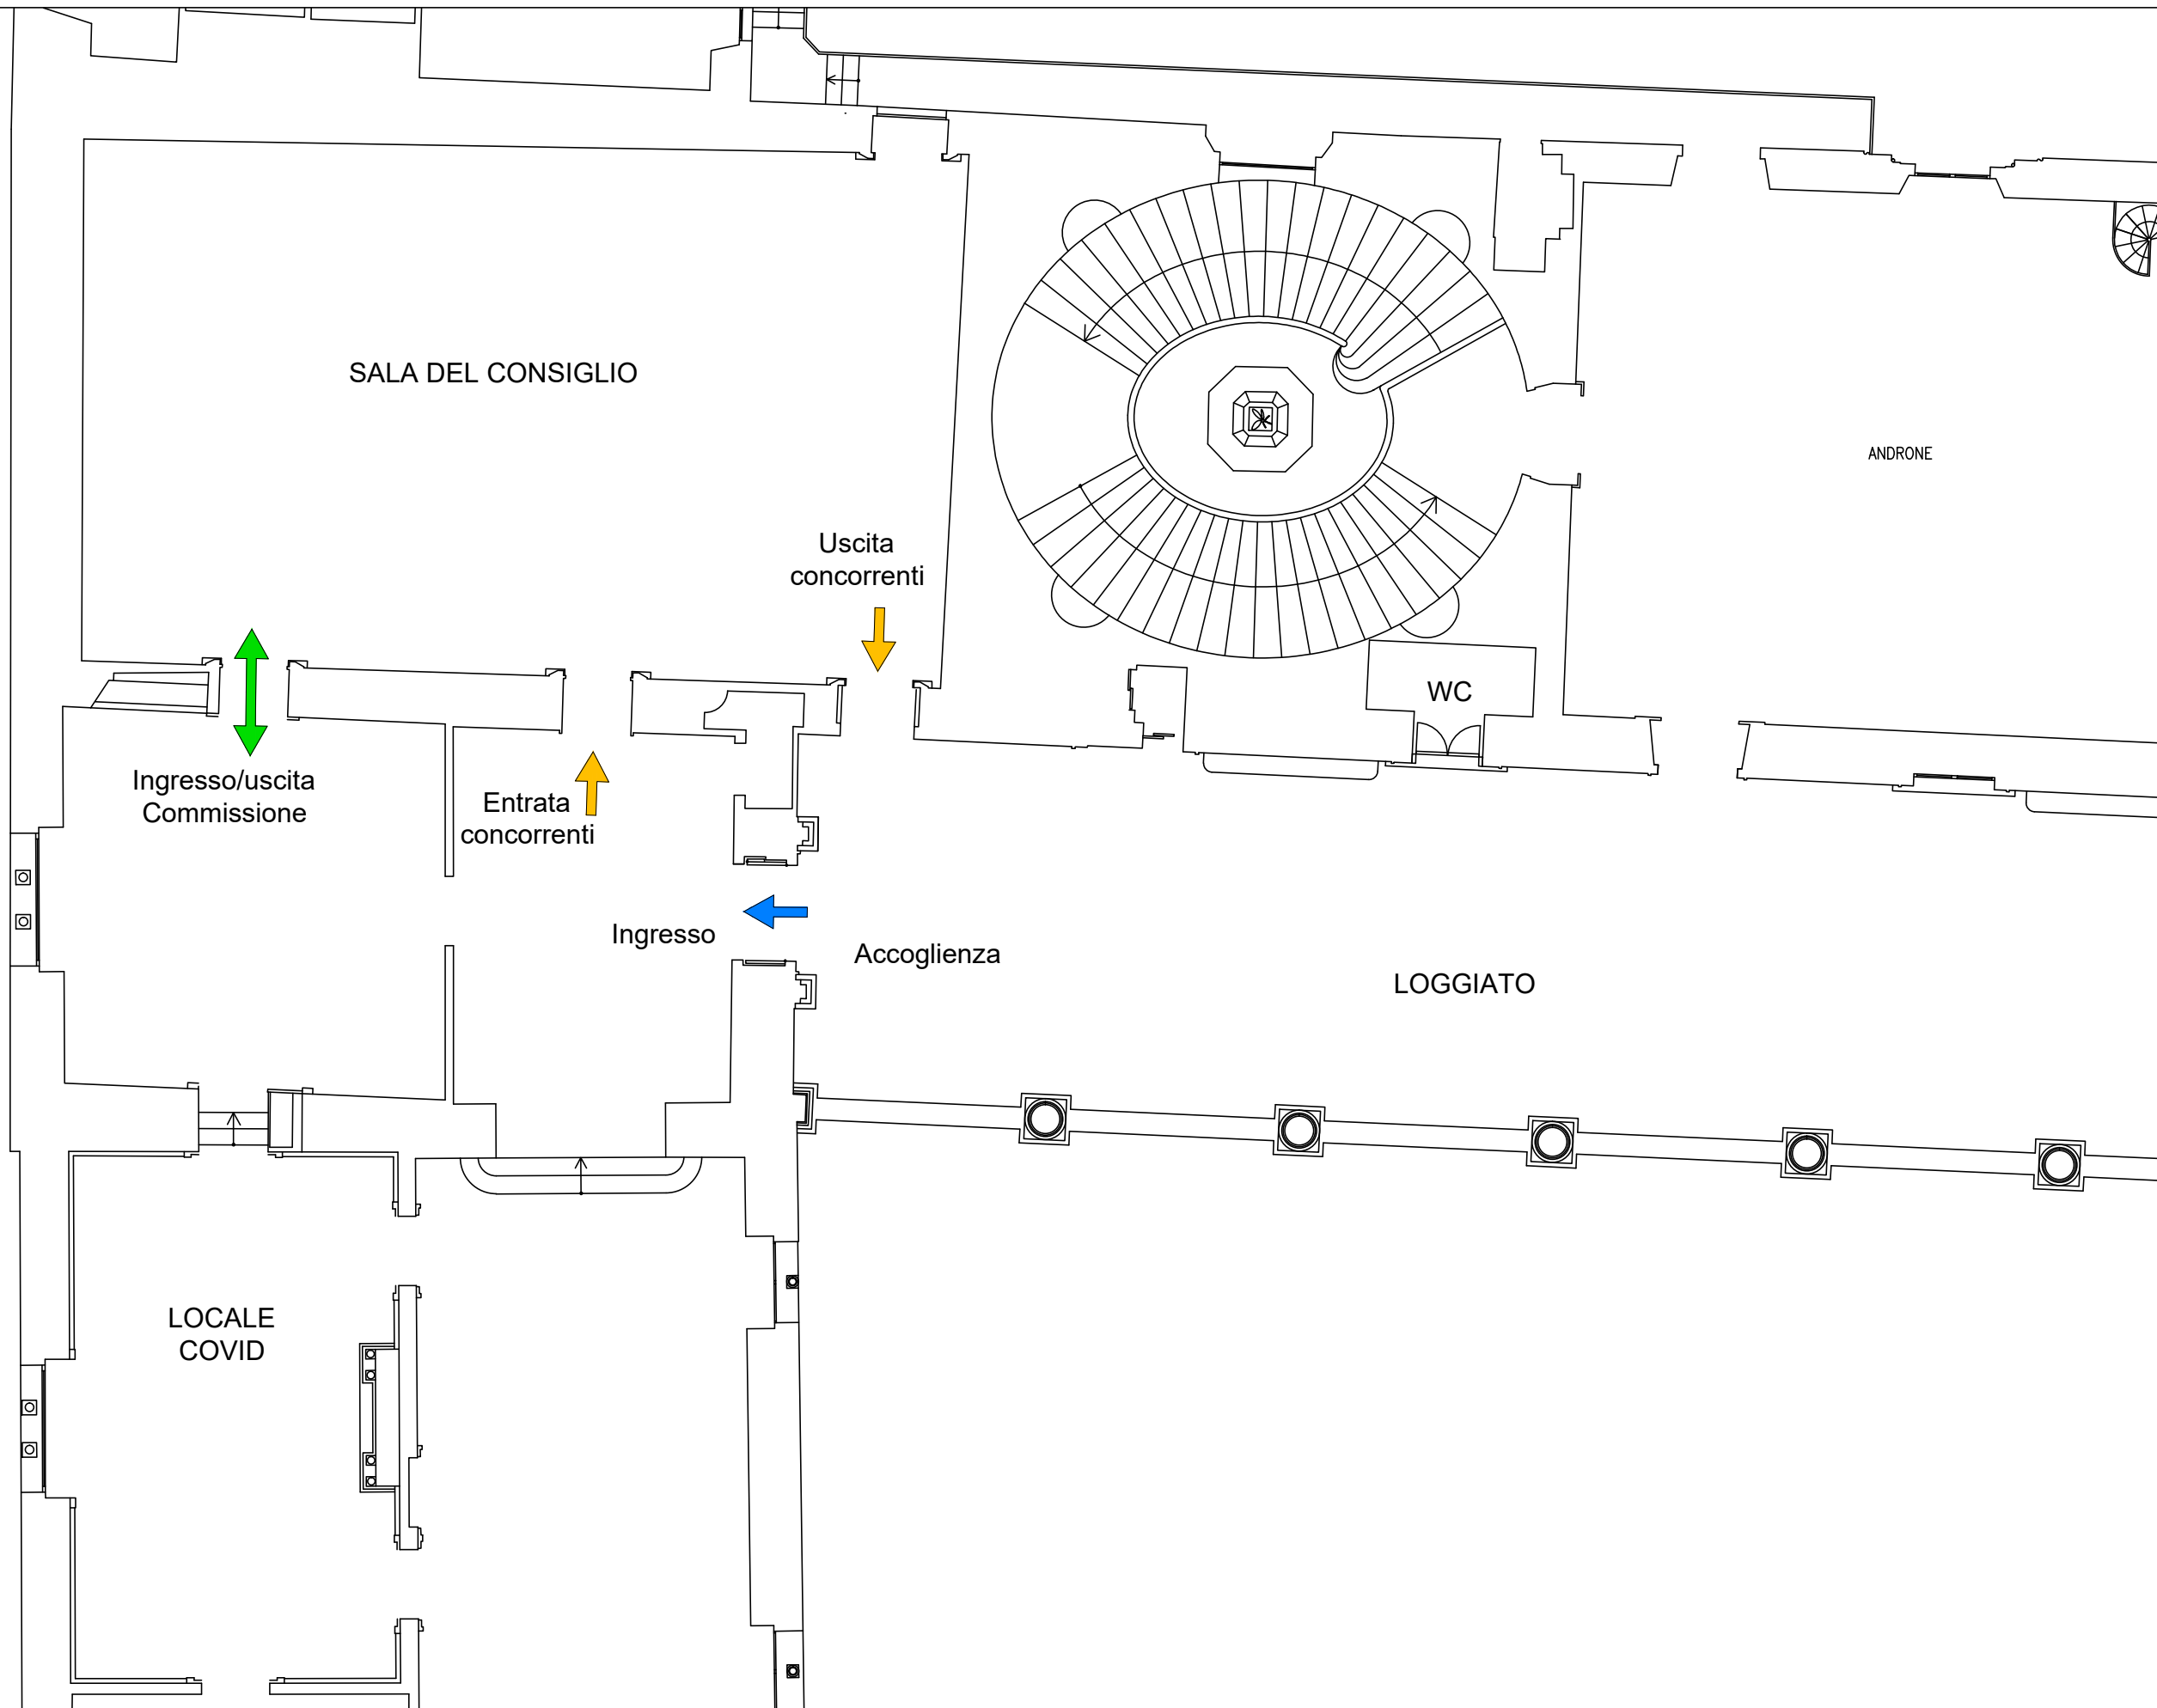 SALA DEL CONSIGLIO
ANDRONE
Uscita
concorrenti
WC
Ingresso/uscita
Commissione
Entrata
concorrenti
Ingresso
Accoglienza
LOGGIATO
LOCALE
COVID